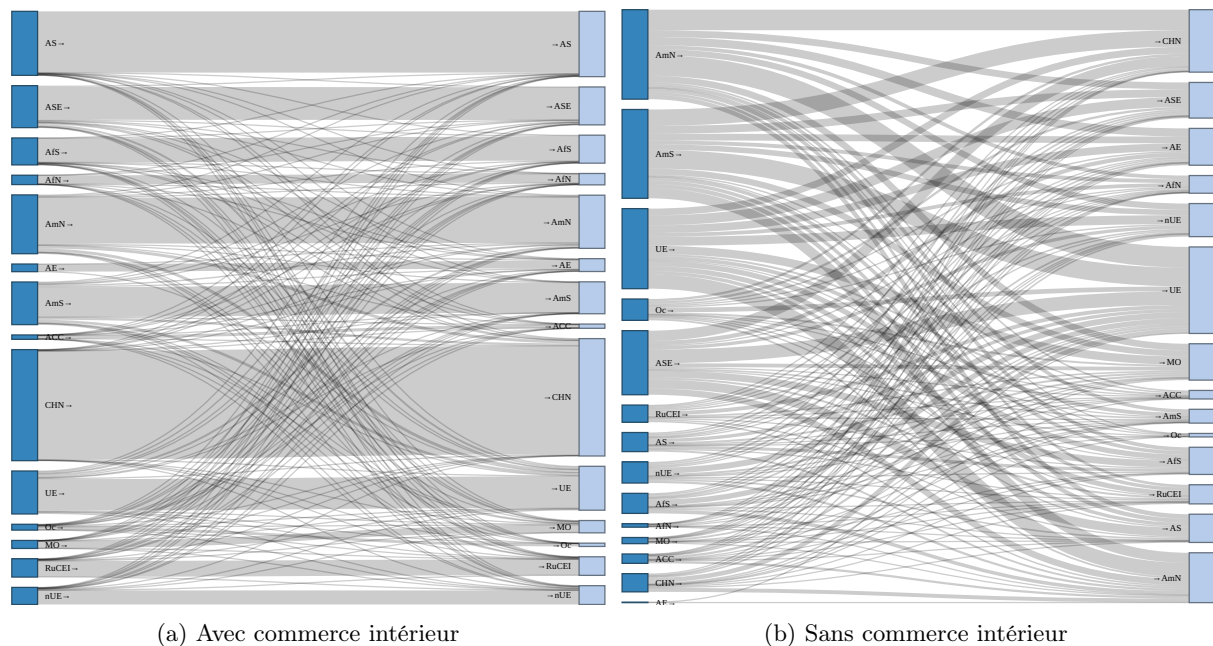 AS→
→AS
ASE→
→ASE
AfS→
→AfS
AfN→
→AfN
AmN→
→AmN
AE→
→AE
AmS→
→AmS
ACC→
→ACC
CHN→
→CHN
UE→
→UE
Oc→
→MO
MO→
→Oc
RuCEI→
→RuCEI
nUE→
→nUE
(a) Avec commerce intérieur
AmN→
→CHN
→ASE
AmS→
→AE
→AfN
→nUE
UE→
→UE
Oc→
ASE→
→MO
→ACC
RuCEI→
→AmS
→Oc
AS→
→AfS
nUE→
→RuCEI
AfS→
→AS
AfN→
MO→
ACC→
→AmN
CHN→
AE→
(b) Sans commerce intérieur